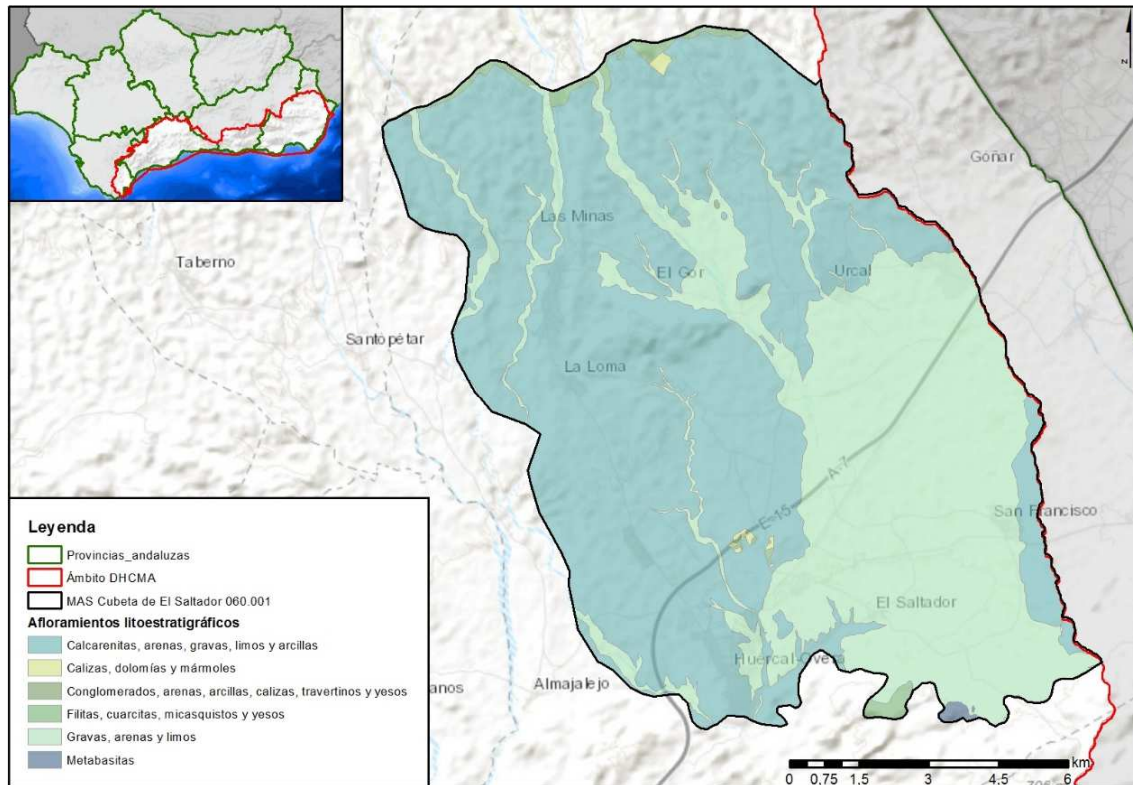 N
Góñar
Las Minas
Taberno
El Gor
Urcal
Santopétar
La Loma
A-7
E-15
San Francisco
El Saltador
Huércal-Overa
Almajalejo
anos
Leyenda
Provincias_andaluzas
Ámbito DHCMA
MAS Cubeta de El Saltador 060.001
Afloramientos litoestratigráficos
Calcarenitas, arenas, gravas, limos y arcillas
Calizas, dolomías y mármoles
Conglomerados, arenas, arcillas, calizas, travertinos y yesos
Filitas, cuarcitas, micasquistos y yesos
Gravas, arenas y limos
Metabasitas
km
0 0.75 1.5 3 4.5 6